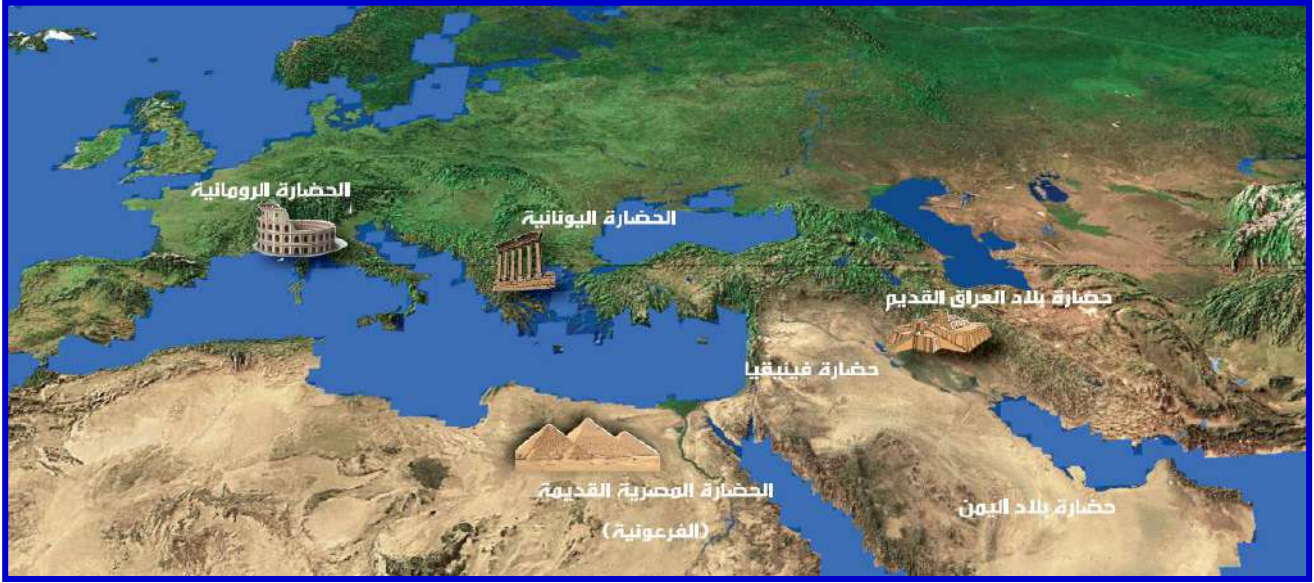 الحضارة الرومانية
الحضارة اليونانية
حضارة بلاد العراق القديم
حضارة فينيقيا
الحضارة المصرية القديمة
(الفرعونية)
حضارة بلاد اليمن